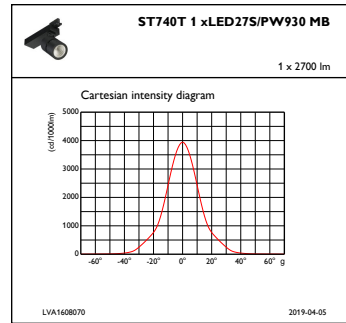 ST740T 1 xLED27S/PW930 MB
1 x 2700 lm
Cartesian intensity diagram
(cd/1000lm)
5000
4000
3000
2000
1000
0
-60° -40° -20° 0° 20° 40° 60° g
LVA1608070 2019-04-05